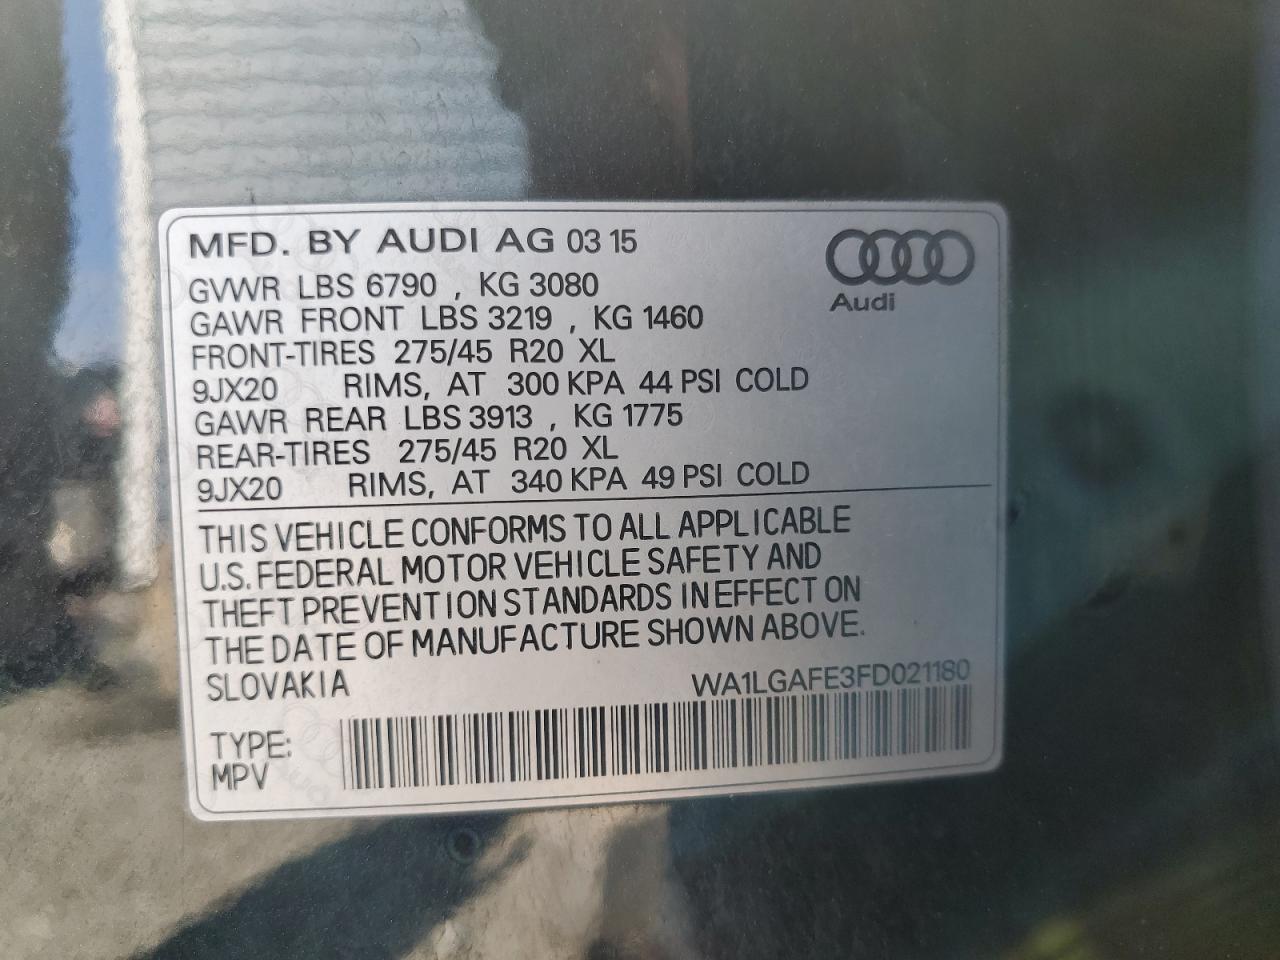 MFD. BY AUDI AG 03 15
Audi
GVWR LBS 6790 , KG 3080
GAWR FRONT LBS 3219 , KG 1460
FRONT-TIRES 275/45 R20 XL
9JX20 RIMS, AT 300 KPA 44 PSI COLD
GAWR REAR LBS 3913 , KG 1775
REAR-TIRES 275/45 R20 XL
9JX20 RIMS, AT 340 KPA 49 PSI COLD
THIS VEHICLE CONFORMS TO ALL APPLICABLE
U.S. FEDERAL MOTOR VEHICLE SAFETY AND
THEFT PREVENTION STANDARDS IN EFFECT ON
THE DATE OF MANUFACTURE SHOWN ABOVE.
SLOVAKIA WA1LGAFE3FD021180
TYPE:
MPV